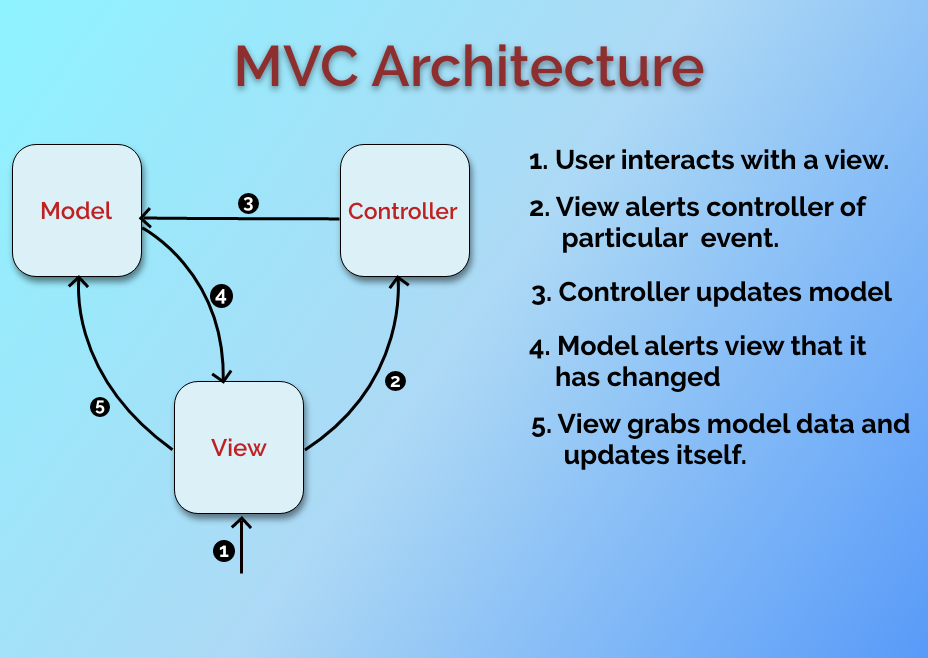 MVC Architecture
Model
Controller
View
3
4
2
5
1
1. User interacts with a view.
2. View alerts controller of
particular event.
3. Controller updates model
4. Model alerts view that it
has changed
5. View grabs model data and
updates itself.